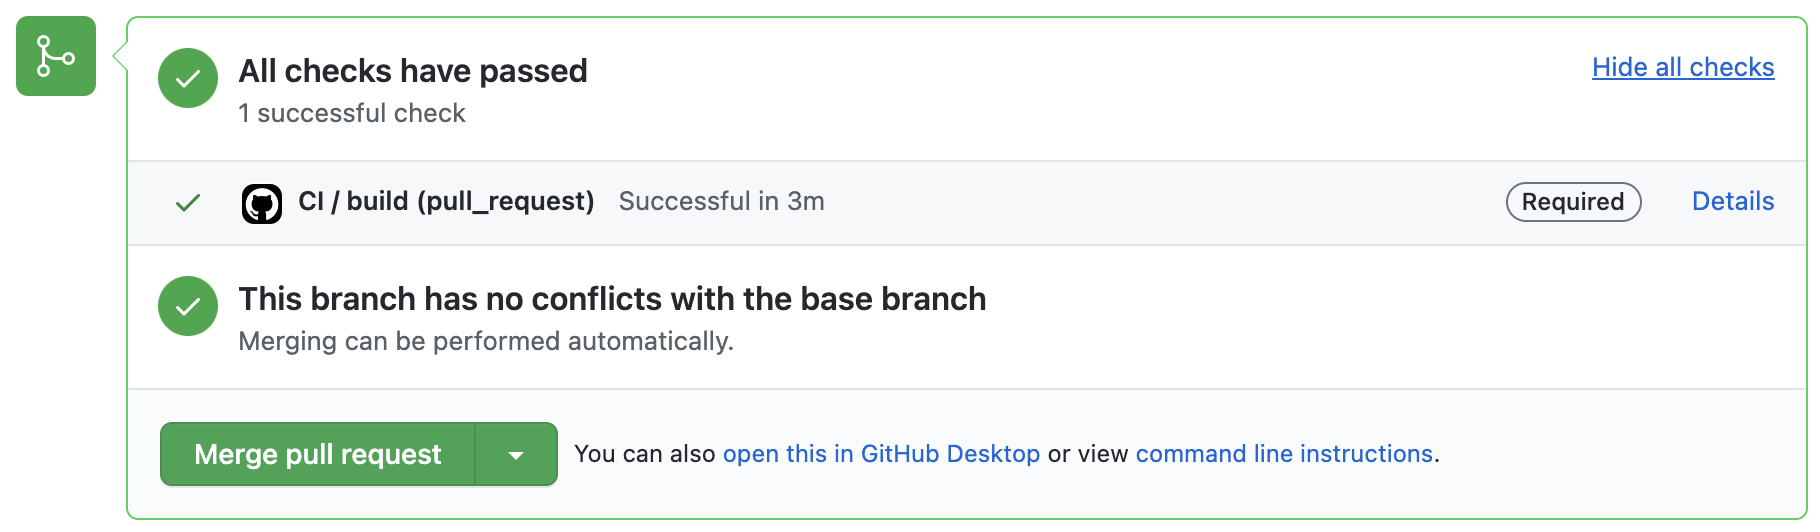 All checks have passed
Hide all checks
1 successful check
CI / build (pull_request) Successful in 3m Required Details
This branch has no conflicts with the base branch
Merging can be performed automatically.
Merge pull request You can also open this in GitHub Desktop or view command line instructions.